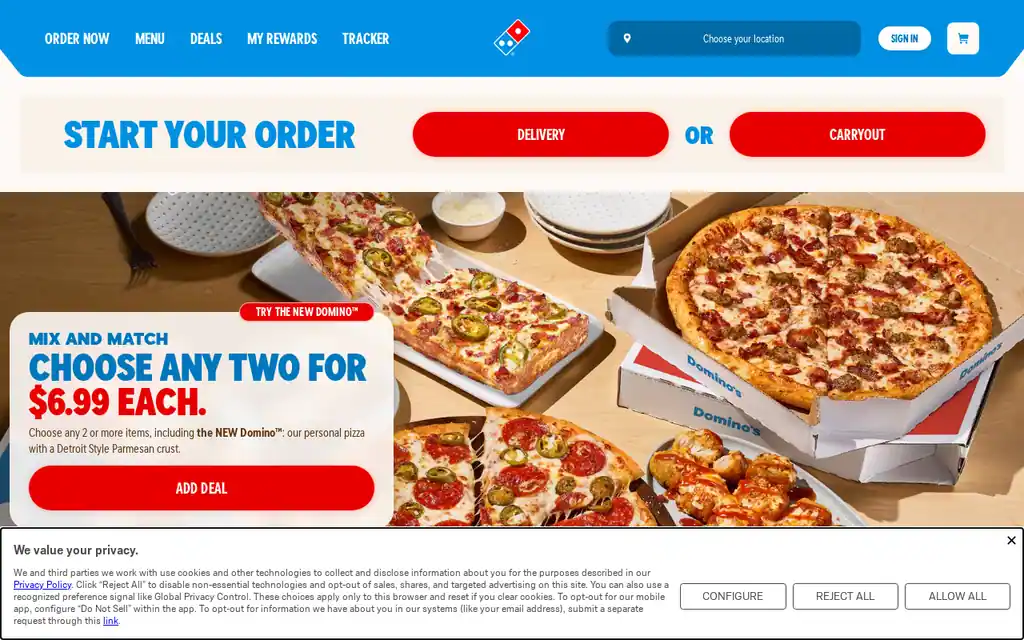 ORDER NOW MENU DEALS MY REWARDS TRACKER Choose your location SIGN IN
START YOUR ORDER DELIVERY OR CARRYOUT
TRY THE NEW DOMINO™
MIX AND MATCH
CHOOSE ANY TWO FOR
$6.99 EACH.
Choose any 2 or more items, including the NEW Domino™: our personal pizza
with a Detroit Style Parmesan crust.
ADD DEAL
Domino's
Domino's
Domino's
We value your privacy.
We and third parties we work with use cookies and other technologies to collect and disclose information about you for the purposes described in our
Privacy Policy. Click “Reject All” to disable non-essential technologies and opt-out of sales, shares, and targeted advertising on this site. You can also use a
recognized preference signal like Global Privacy Control. These choices apply only to this browser and reset if you clear cookies. To opt-out for our mobile
app, configure “Do Not Sell” within the app. To opt-out for information we have about you in our systems (like your email address), submit a separate
request through this link.
CONFIGURE REJECT ALL ALLOW ALL